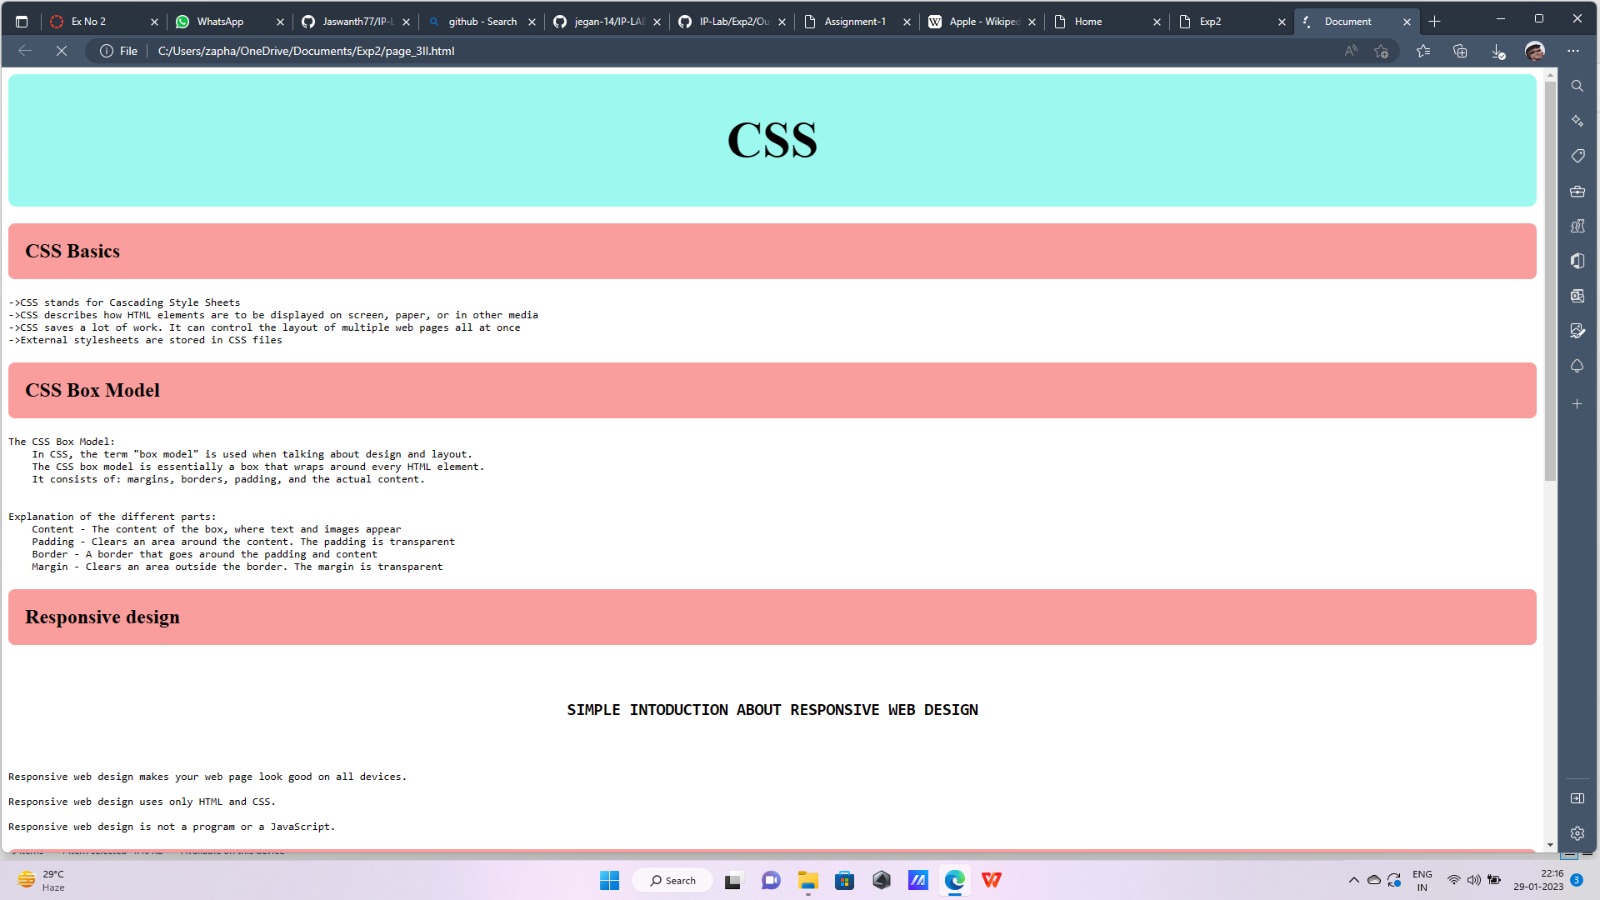 Ex No 2
WhatsApp
Jaswanth77/IP-L
github - Search
jegan-14/IP-LAB
IP-Lab/Exp2/Ou
Assignment-1
Apple - Wikiped
Home
Exp2
Document
File
C:/Users/zapha/OneDrive/Documents/Exp2/page_3II.html
CSS
CSS Basics
->CSS stands for Cascading Style Sheets
->CSS describes how HTML elements are to be displayed on screen, paper, or in other media
->CSS saves a lot of work. It can control the layout of multiple web pages all at once
->External stylesheets are stored in CSS files
CSS Box Model
The CSS Box Model:
In CSS, the term "box model" is used when talking about design and layout.
The CSS box model is essentially a box that wraps around every HTML element.
It consists of: margins, borders, padding, and the actual content.
Explanation of the different parts:
Content - The content of the box, where text and images appear
Padding - Clears an area around the content. The padding is transparent
Border - A border that goes around the padding and content
Margin - Clears an area outside the border. The margin is transparent
Responsive design
SIMPLE INTODUCTION ABOUT RESPONSIVE WEB DESIGN
Responsive web design makes your web page look good on all devices.
Responsive web design uses only HTML and CSS.
Responsive web design is not a program or a JavaScript.
29°C
Haze
Search
ENG
IN
22:16
29-01-2023
3